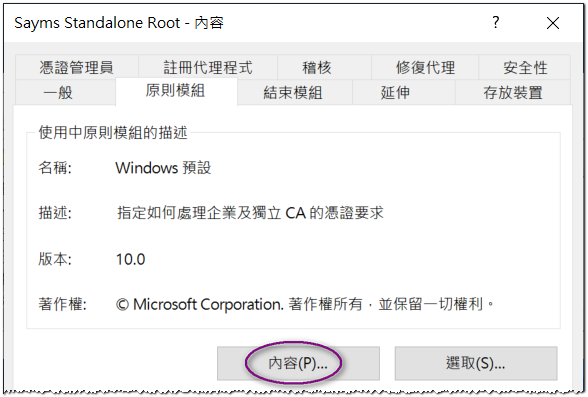 Sayms Standalone Root - 內容
憑證管理員 註冊代理程式 稽核 修復代理 安全性
一般 原則模組 結束模組 延伸 存放裝置
使用中原則模組的描述
名稱: Windows 預設
描述: 指定如何處理企業及獨立 CA 的憑證要求
版本: 10.0
著作權: © Microsoft Corporation. 著作權所有，並保留一切權利。
內容(P)... 選取(S)...